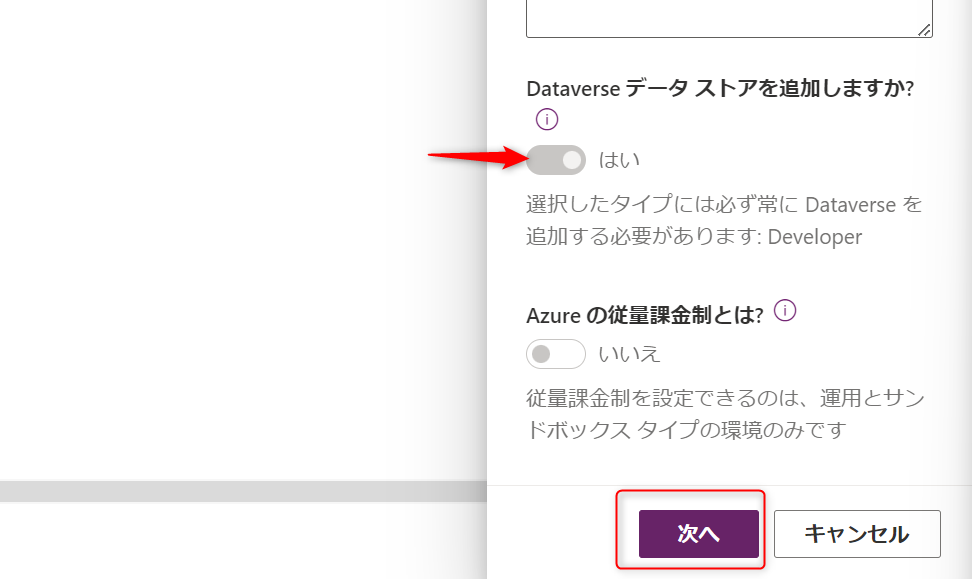 Dataverse データ ストアを追加しますか?
はい
選択したタイプには必ず常に Dataverse を
追加する必要があります: Developer
Azure の従量課金制とは?
いいえ
従量課金制を設定できるのは、運用とサン
ドボックス タイプの環境のみです
次へ
キャンセル